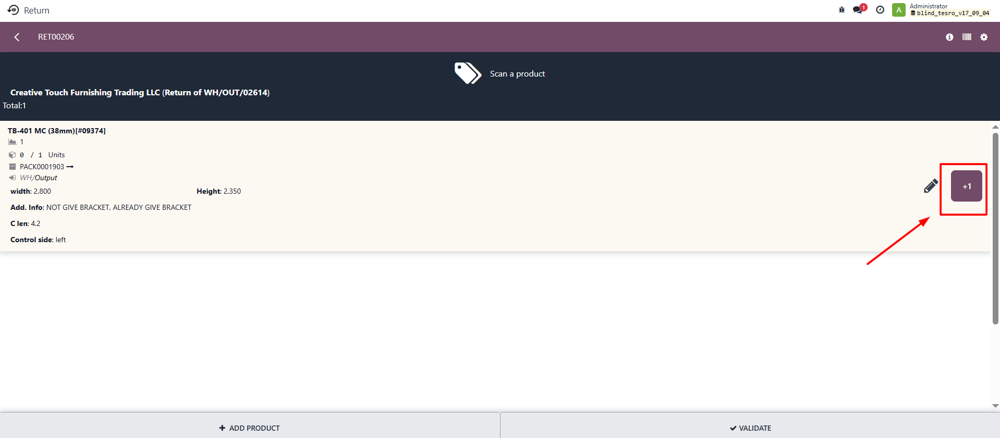 Return
1
A
Administrator
blind_tesro_v17_09_04
RET00206
Scan a product
Creative Touch Furnishing Trading LLC (Return of WH/OUT/02614)
Total:1
TB-401 MC (38mm)[#09374]
1
0 / 1 Units
PACK0001903
WH/Output
width: 2.800 Height: 2.350
+1
Add. Info: NOT GIVE BRACKET, ALREADY GIVE BRACKET
C len: 4.2
Control side: left
ADD PRODUCT
VALIDATE